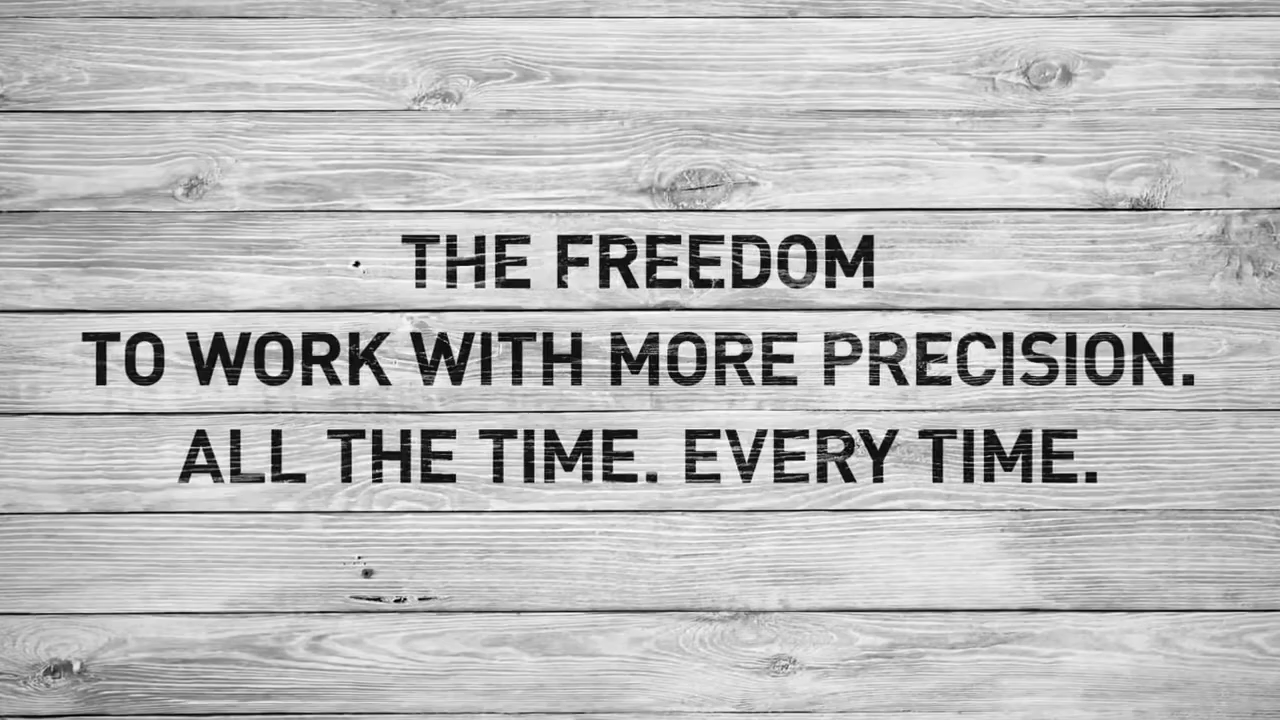 THE FREEDOM
TO WORK WITH MORE PRECISION.
ALL THE TIME. EVERY TIME.